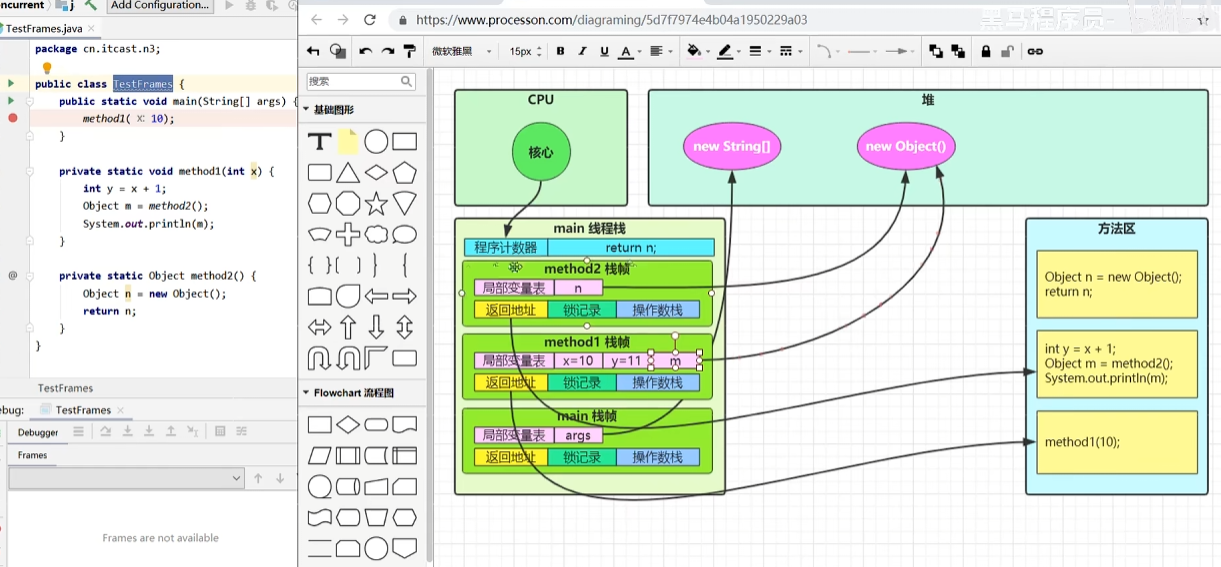 ncurrent
j
Add Configuration...
https://www.processon.com/diagraming/5d7f7974e4b04a1950229a03
黑马程序员-
TestFrames.java
微软雅黑
15px
B
I
U
A
package cn.itcast.n3;
public class TestFrames {
public static void main(String[] args) {
method1( x: 10);
}
private static void method1(int x) {
int y = x + 1;
Object m = method2();
System.out.println(m);
}
private static Object method2() {
Object n = new Object();
return n;
}
}
TestFrames
ebug:
TestFrames
Debugger
Frames
Frames are not available
搜索
基础图形
T
Flowchart 流程图
CPU
核心
堆
new String[]
new Object()
main 线程栈
程序计数器
return n;
method2 栈帧
局部变量表
n
返回地址
锁记录
操作数栈
method1 栈帧
局部变量表
x=10
y=11
m
返回地址
锁记录
操作数栈
main 栈帧
局部变量表
args
返回地址
锁记录
操作数栈
方法区
Object n = new Object();
return n;
int y = x + 1;
Object m = method2();
System.out.println(m);
method1(10);